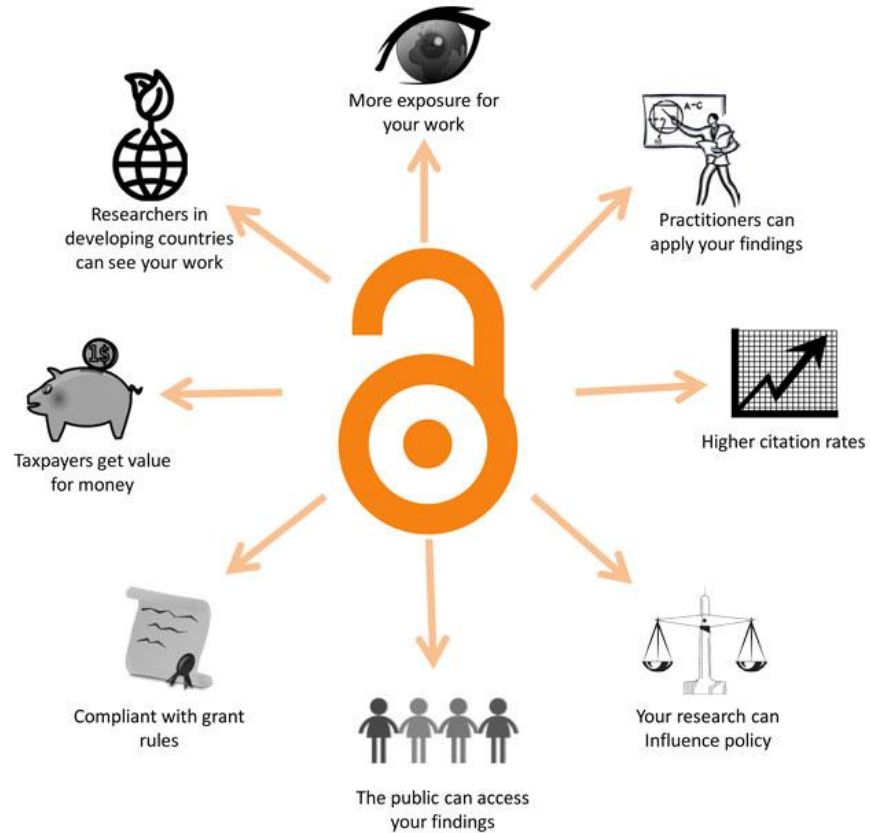 More exposure for
your work
A-C
Practitioners can
apply your findings
Higher citation rates
Your research can
Influence policy
The public can access
your findings
Compliant with grant
rules
1$
Taxpayers get value
for money
Researchers in
developing countries
can see your work